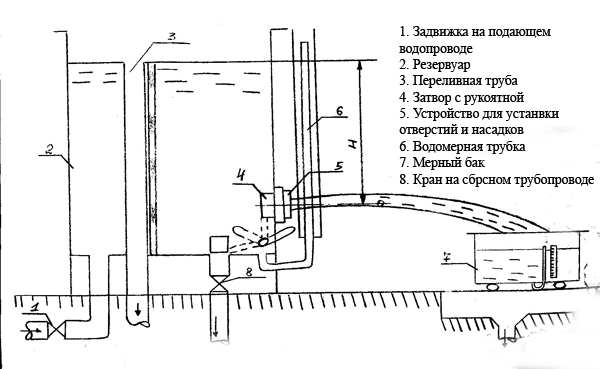 1. Задвижка на подающем
водопроводе
2. Резервуар
3. Переливная труба
4. Затвор с рукоятной
5. Устройство для установки
отверстий и насадков
6. Водомерная трубка
7. Мерный бак
8. Кран на сбрсном трубопроводе
3
2
6
H
4
5
7
8
1